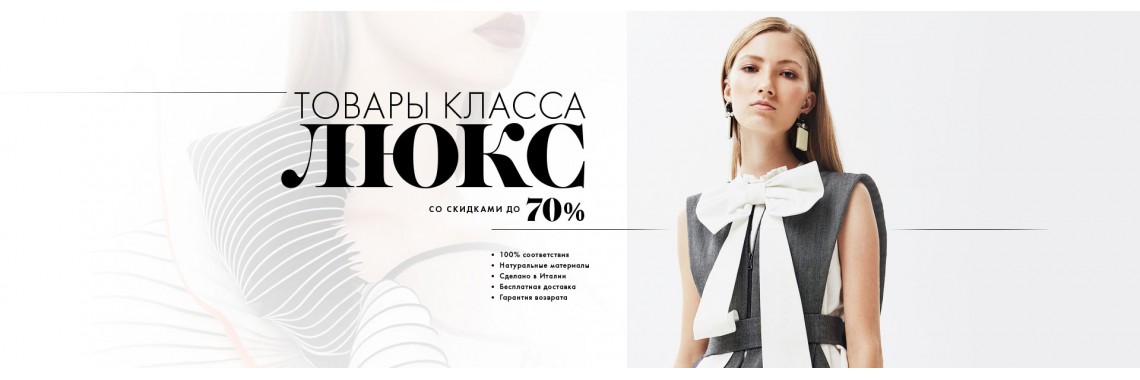 ТОВАРЫ КЛАССА
ЛЮКС
СО СКИДКАМИ ДО 70%
• 100% соответствия
• Натуральные материалы
• Сделано в Италии
• Бесплатная доставка
• Гарантия возврата